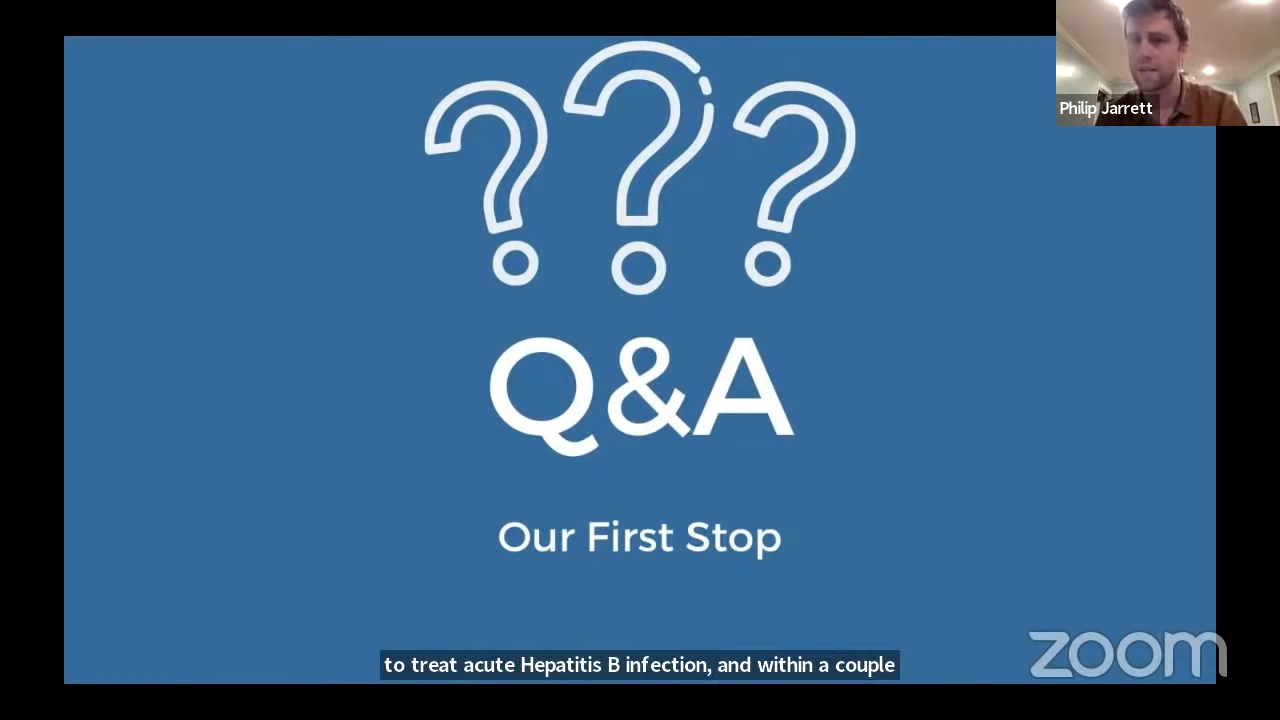 Philip Jarrett
???
Q&A
Our First Stop
to treat acute Hepatitis B infection, and within a couple
zoom